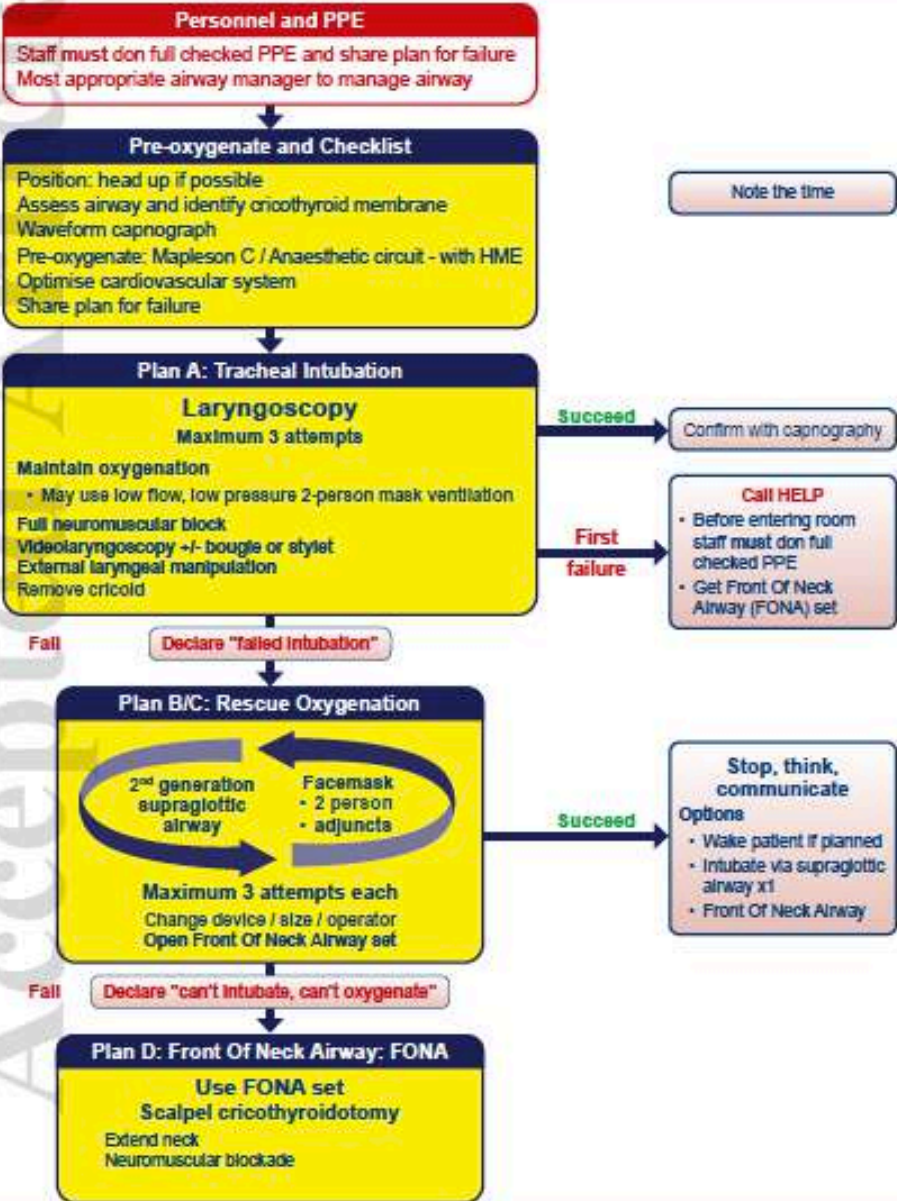 Personnel and PPE
Staff must don full checked PPE and share plan for failure
Most appropriate airway manager to manage airway
Pre-oxygenate and Checklist
Position: head up if possible
Assess airway and identify cricothyroid membrane
Waveform capnograph
Pre-oxygenate: Mapleson C / Anaesthetic circuit - with HME
Optimise cardiovascular system
Share plan for failure
Note the time
Plan A: Tracheal Intubation
Laryngoscopy
Maximum 3 attempts
Maintain oxygenation
• May use low flow, low pressure 2-person mask ventilation
Full neuromuscular block
Videolaryngoscopy +/- bougie or stylet
External laryngeal manipulation
Remove cricoid
Succeed
Confirm with capnography
First
failure
Call HELP
• Before entering room
staff must don full
checked PPE
• Get Front Of Neck
Airway (FONA) set
Fail
Declare "failed intubation"
Plan B/C: Rescue Oxygenation
2nd generation
supraglottic
airway
Facemask
• 2 person
• adjuncts
Maximum 3 attempts each
Change device / size / operator
Open Front Of Neck Airway set
Succeed
Stop, think,
communicate
Options
• Wake patient if planned
• Intubate via supraglottic
airway x1
• Front Of Neck Airway
Fail
Declare "can't intubate, can't oxygenate"
Plan D: Front Of Neck Airway: FONA
Use FONA set
Scalpel cricothyroidotomy
Extend neck
Neuromuscular blockade
Accepted